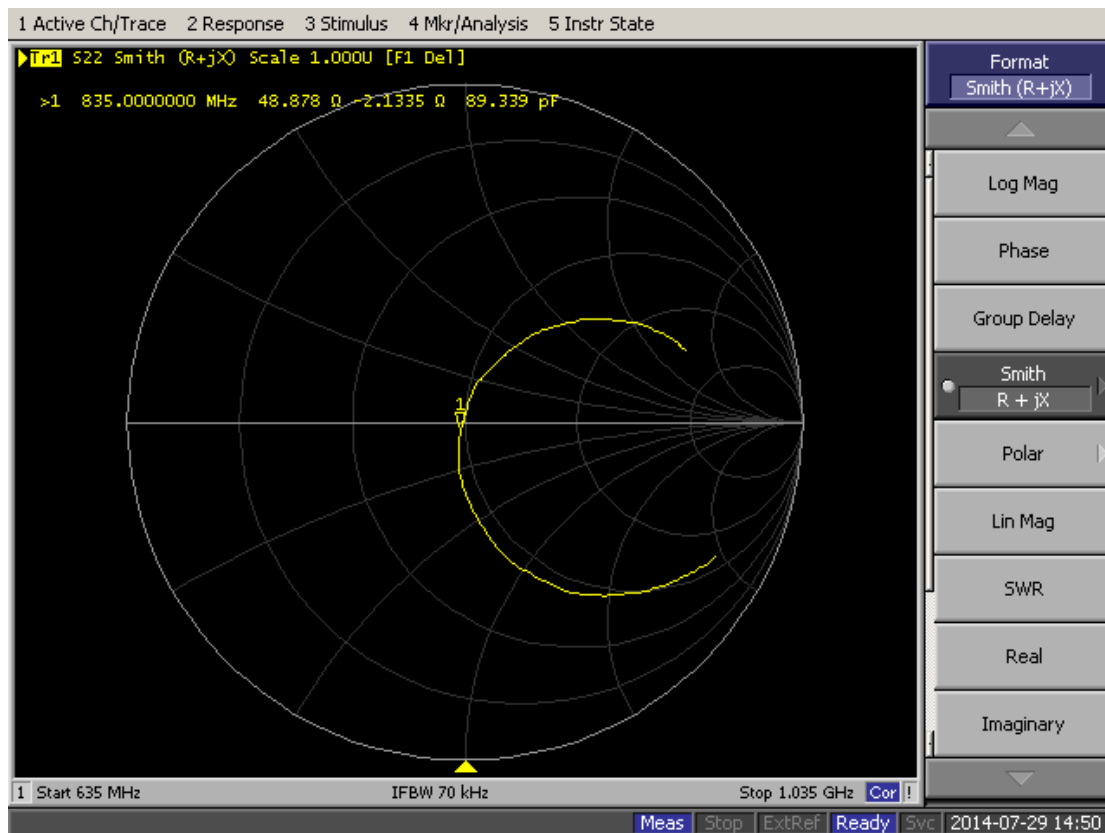 1 Active Ch/Trace 2 Response 3 Stimulus 4 Mkr/Analysis 5 Instr State
Tr1 S22 Smith (R+jX) Scale 1.000U [F1 Del]
>1 835.0000000 MHz 48.878 Ω -2.1335 Ω 89.339 pF
1
Format
Smith (R+jX)
Log Mag
Phase
Group Delay
Smith
R + jX
Polar
Lin Mag
SWR
Real
Imaginary
1 Start 635 MHz IFBW 70 kHz Stop 1.035 GHz Cor !
Meas Stop ExtRef Ready Svc 2014-07-29 14:50